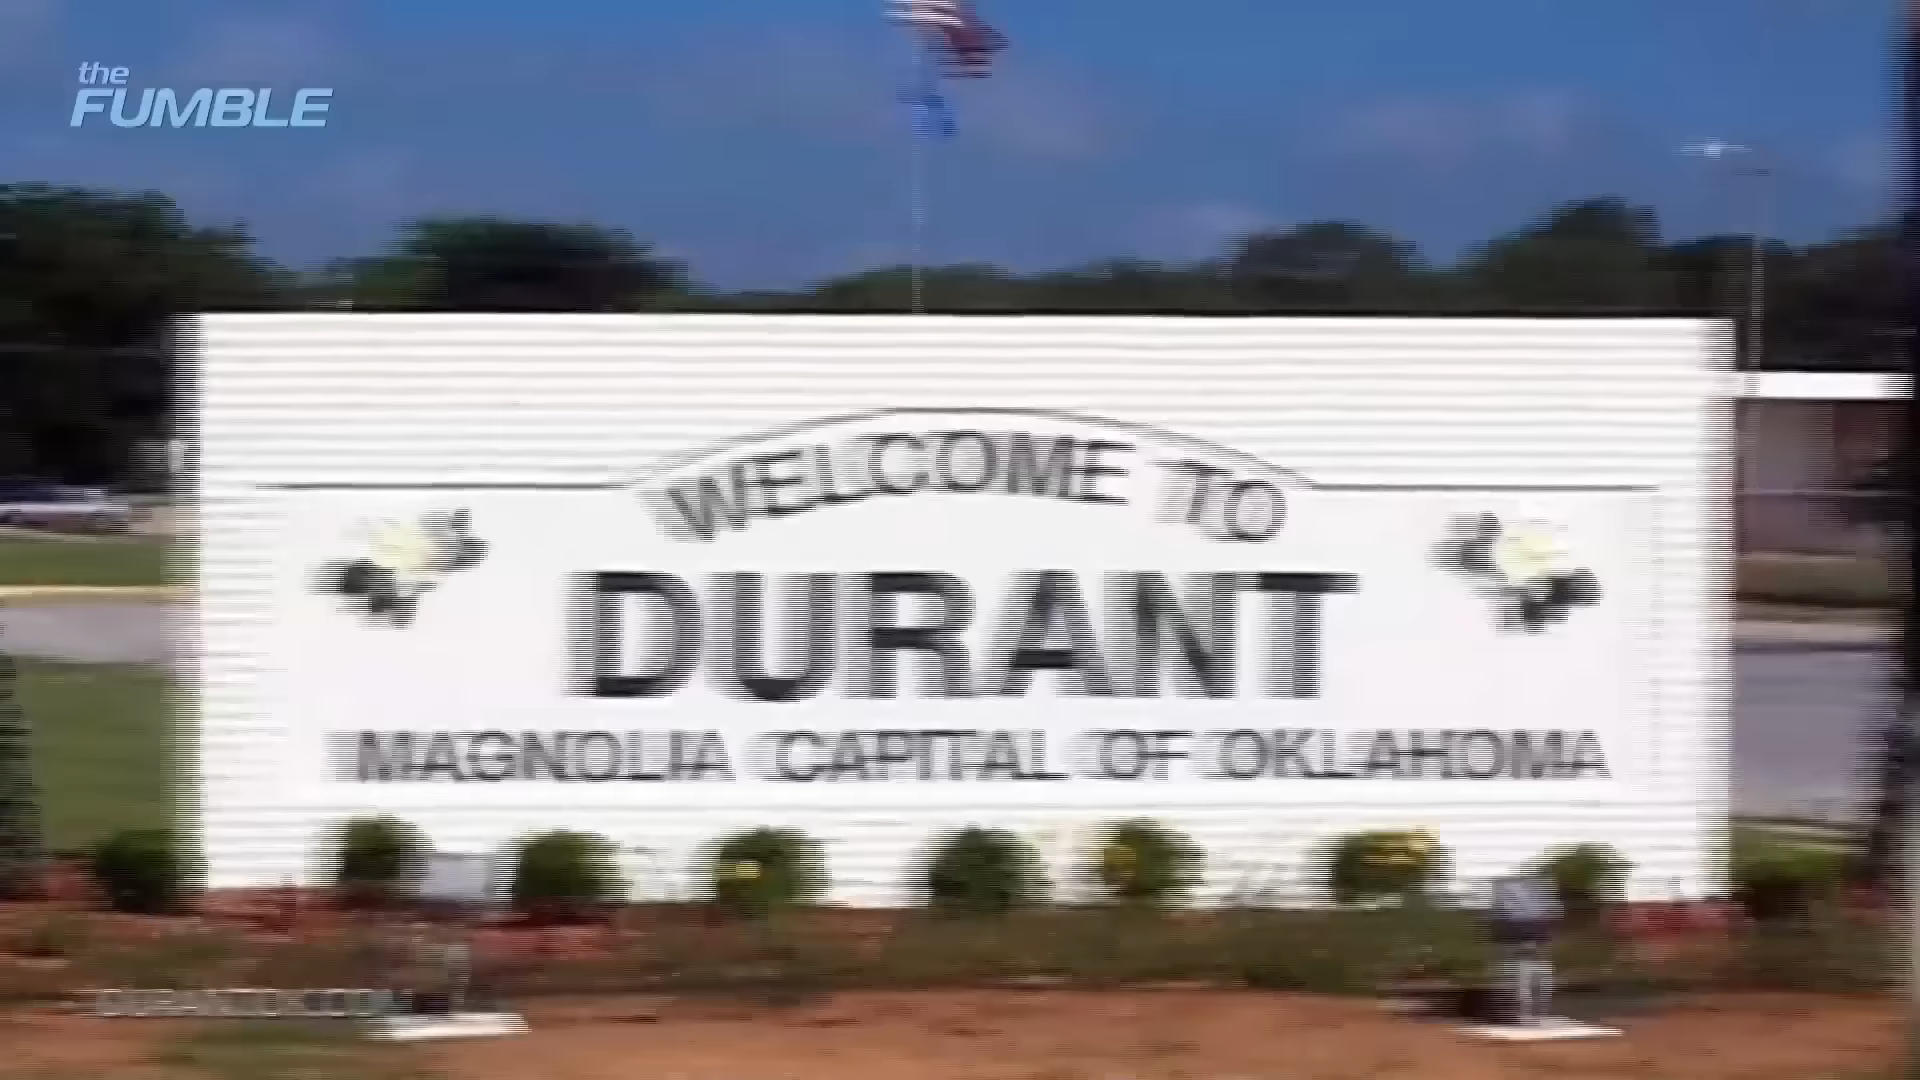 the
FUMBLE
WELCOME TO
DURANT
MAGNOLIA CAPITAL OF OKLAHOMA